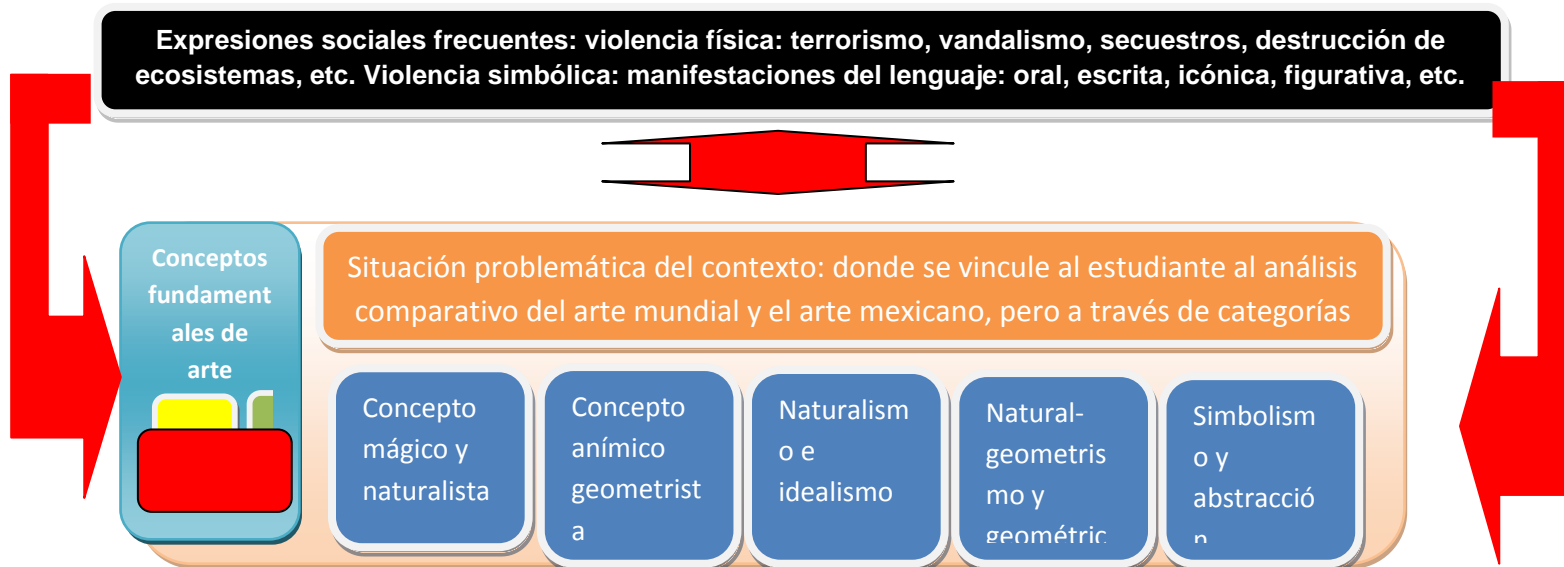 Expresiones sociales frecuentes: violencia física: terrorismo, vandalismo, secuestros, destrucción de
ecosistemas, etc. Violencia simbólica: manifestaciones del lenguaje: oral, escrita, icónica, figurativa, etc.
Conceptos
fundament
ales de
arte
Situación problemática del contexto: donde se vincule al estudiante al análisis
comparativo del arte mundial y el arte mexicano, pero a través de categorías
Concepto
mágico y
naturalista
Concepto
anímico
geometrist
a
Naturalism
o e
idealismo
Natural-
geometris
mo y
geométric
Simbolism
o y
abstracció
n